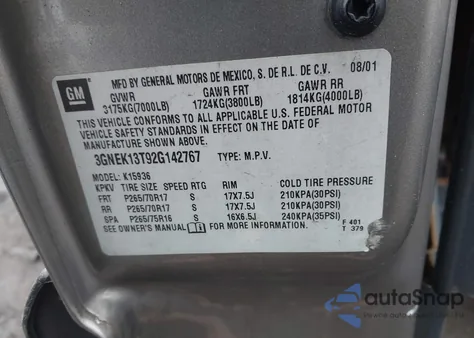 GM
MFD BY GENERAL MOTORS DE MEXICO, S. DE R.L. DE C.V. 08/01
GVWR GAWR FRT GAWR RR
3175KG(7000LB) 1724KG(3800LB) 1814KG(4000LB)
THIS VEHICLE CONFORMS TO ALL APPLICABLE U.S. FEDERAL MOTOR
VEHICLE SAFETY STANDARDS IN EFFECT ON THE DATE OF
MANUFACTURE SHOWN ABOVE.
3GNEK13T92G142767 TYPE: M.P.V.
MODEL: K15936
KPKV TIRE SIZE SPEED RTG RIM COLD TIRE PRESSURE
FRT P265/70R17 S 17X7.5J 210KPA(30PSI)
RR P265/70R17 S 17X7.5J 210KPA(30PSI)
SPA P265/75R16 S 16X6.5J 240KPA(35PSI)
SEE OWNER'S MANUAL FOR MORE INFORMATION.
F 401
T 379
autoSnap